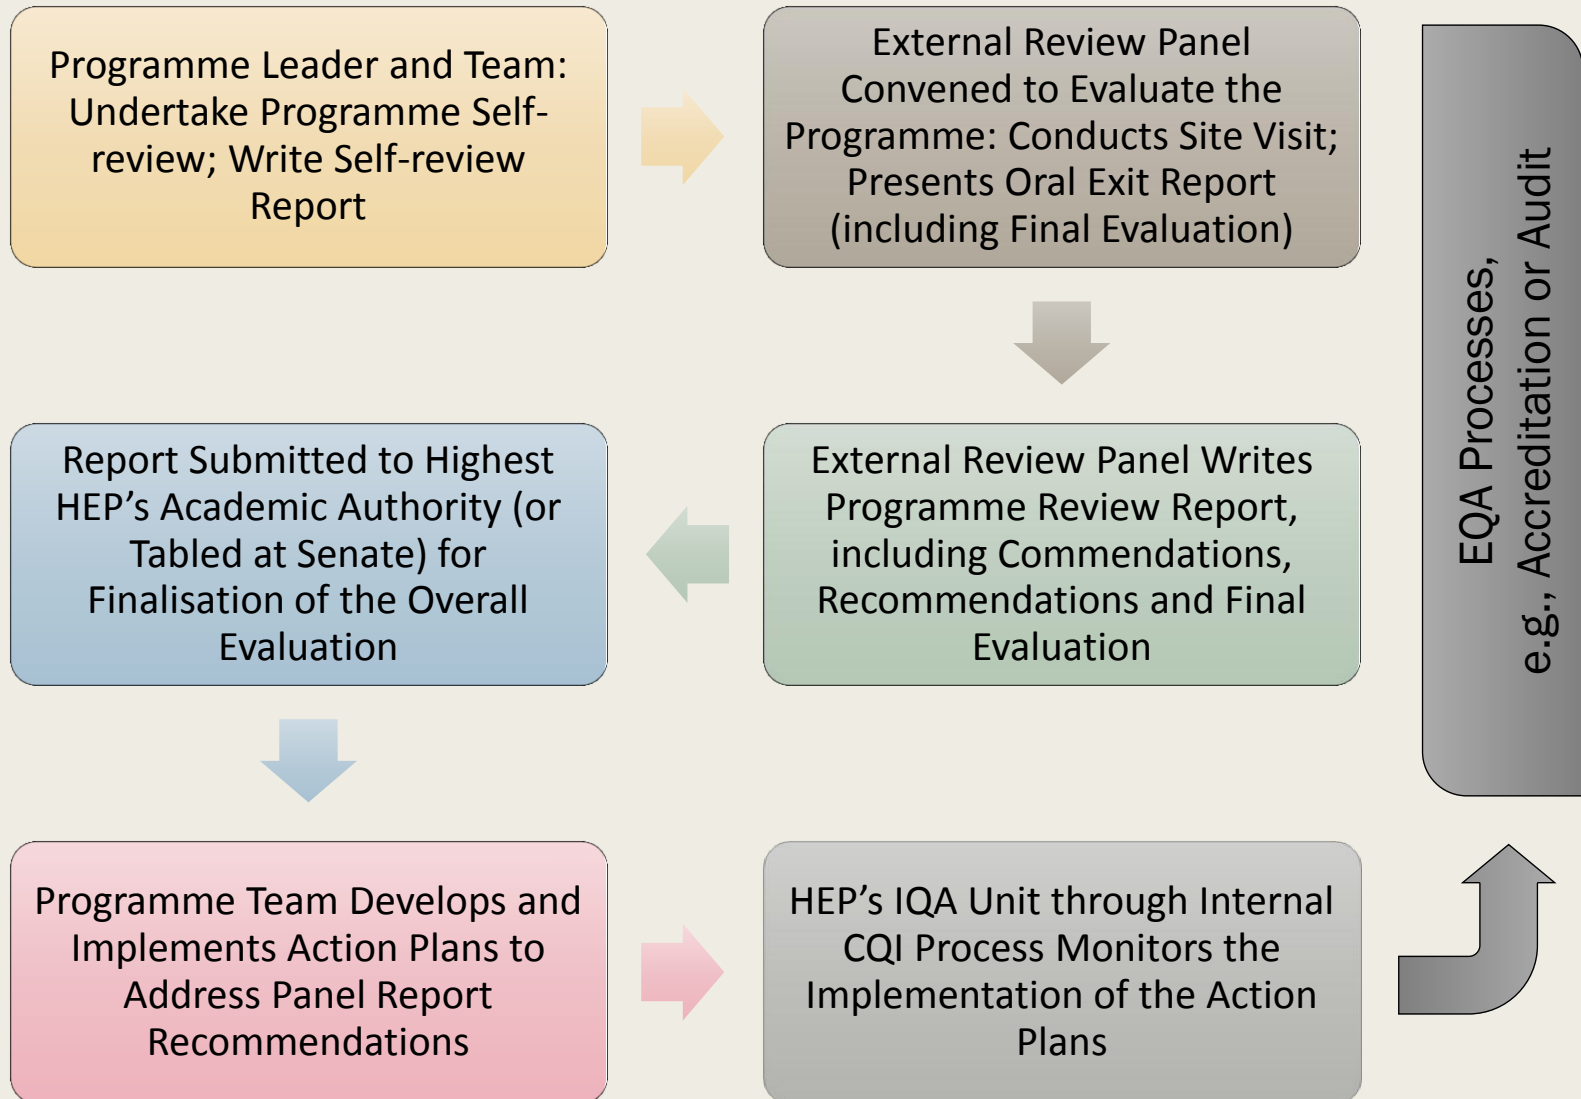 Programme Leader and Team:
Undertake Programme Self-
review; Write Self-review
Report
External Review Panel
Convened to Evaluate the
Programme: Conducts Site Visit;
Presents Oral Exit Report
(including Final Evaluation)
External Review Panel Writes
Programme Review Report,
including Commendations,
Recommendations and Final
Evaluation
Report Submitted to Highest
HEP’s Academic Authority (or
Tabled at Senate) for
Finalisation of the Overall
Evaluation
Programme Team Develops and
Implements Action Plans to
Address Panel Report
Recommendations
HEP’s IQA Unit through Internal
CQI Process Monitors the
Implementation of the Action
Plans
EQA Processes,
e.g., Accreditation or Audit